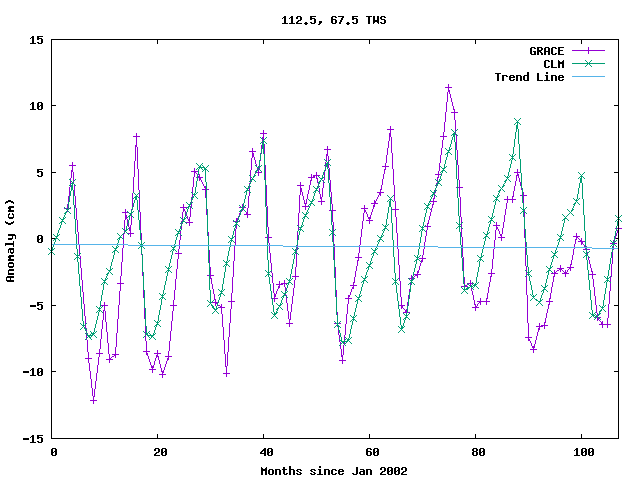 112.5, 67.5 TWS
GRACE
CLM
Trend Line
15
10
5
0
-5
-10
-15
Anomaly (cm)
0 20 40 60 80 100
Months since Jan 2002